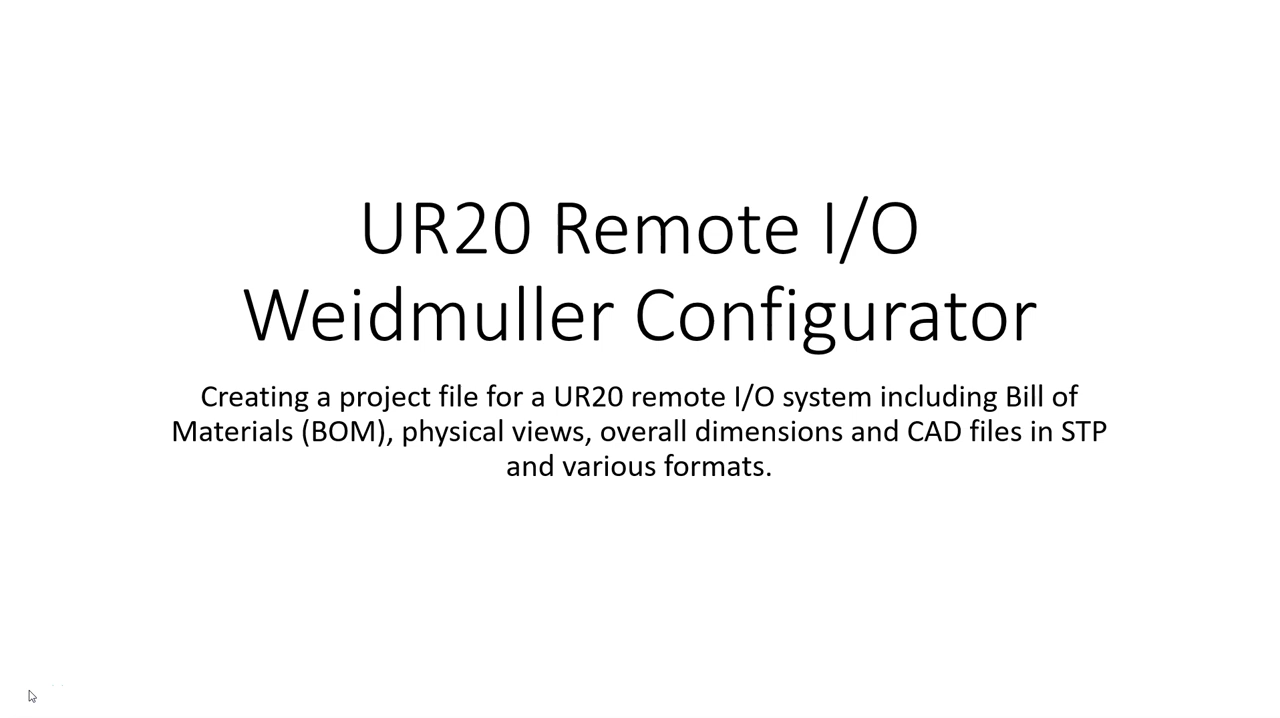 UR20 Remote I/O
Weidmuller Configurator
Creating a project file for a UR20 remote I/O system including Bill of
Materials (BOM), physical views, overall dimensions and CAD files in STP
and various formats.